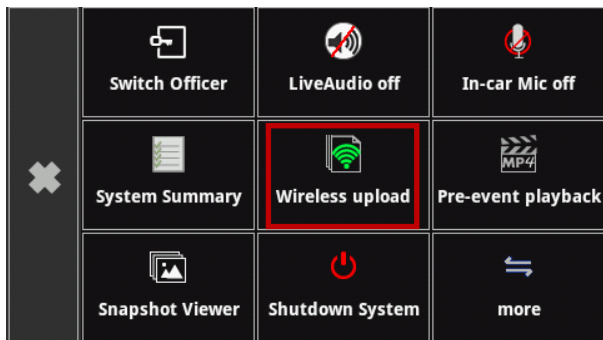 Switch Officer
LiveAudio off
In-car Mic off
System Summary
Wireless upload
MP4
Pre-event playback
Snapshot Viewer
Shutdown System
more